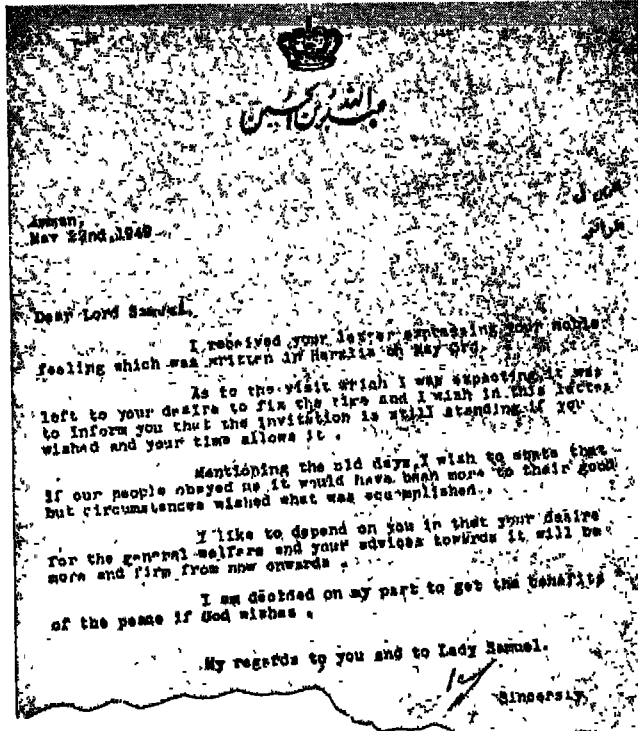 عبد الله بن الحسين
Amman,
May 22nd,1949
Dear Lord Samuel.
I received your letter expressing your noble
feeling which was written in Herzlia on May 3rd.
As to the visit which I was expecting,it was
left to your desire to fix the time and I wish in this letter
to inform you that the invitation is still standing if you
wished and your time allows it .
Mentioning the old days,I wish to state that
if our people obeyed us it would have been more to their good
but circumstances wished what was accomplished .
I like to depend on you in that your desire
for the general welfare and your advices towards it will be
more and firm from now onwards .
I am decided on my part to get the benefits
of the peace if God wishes .
My regards to you and to Lady Samuel.
Sincerely